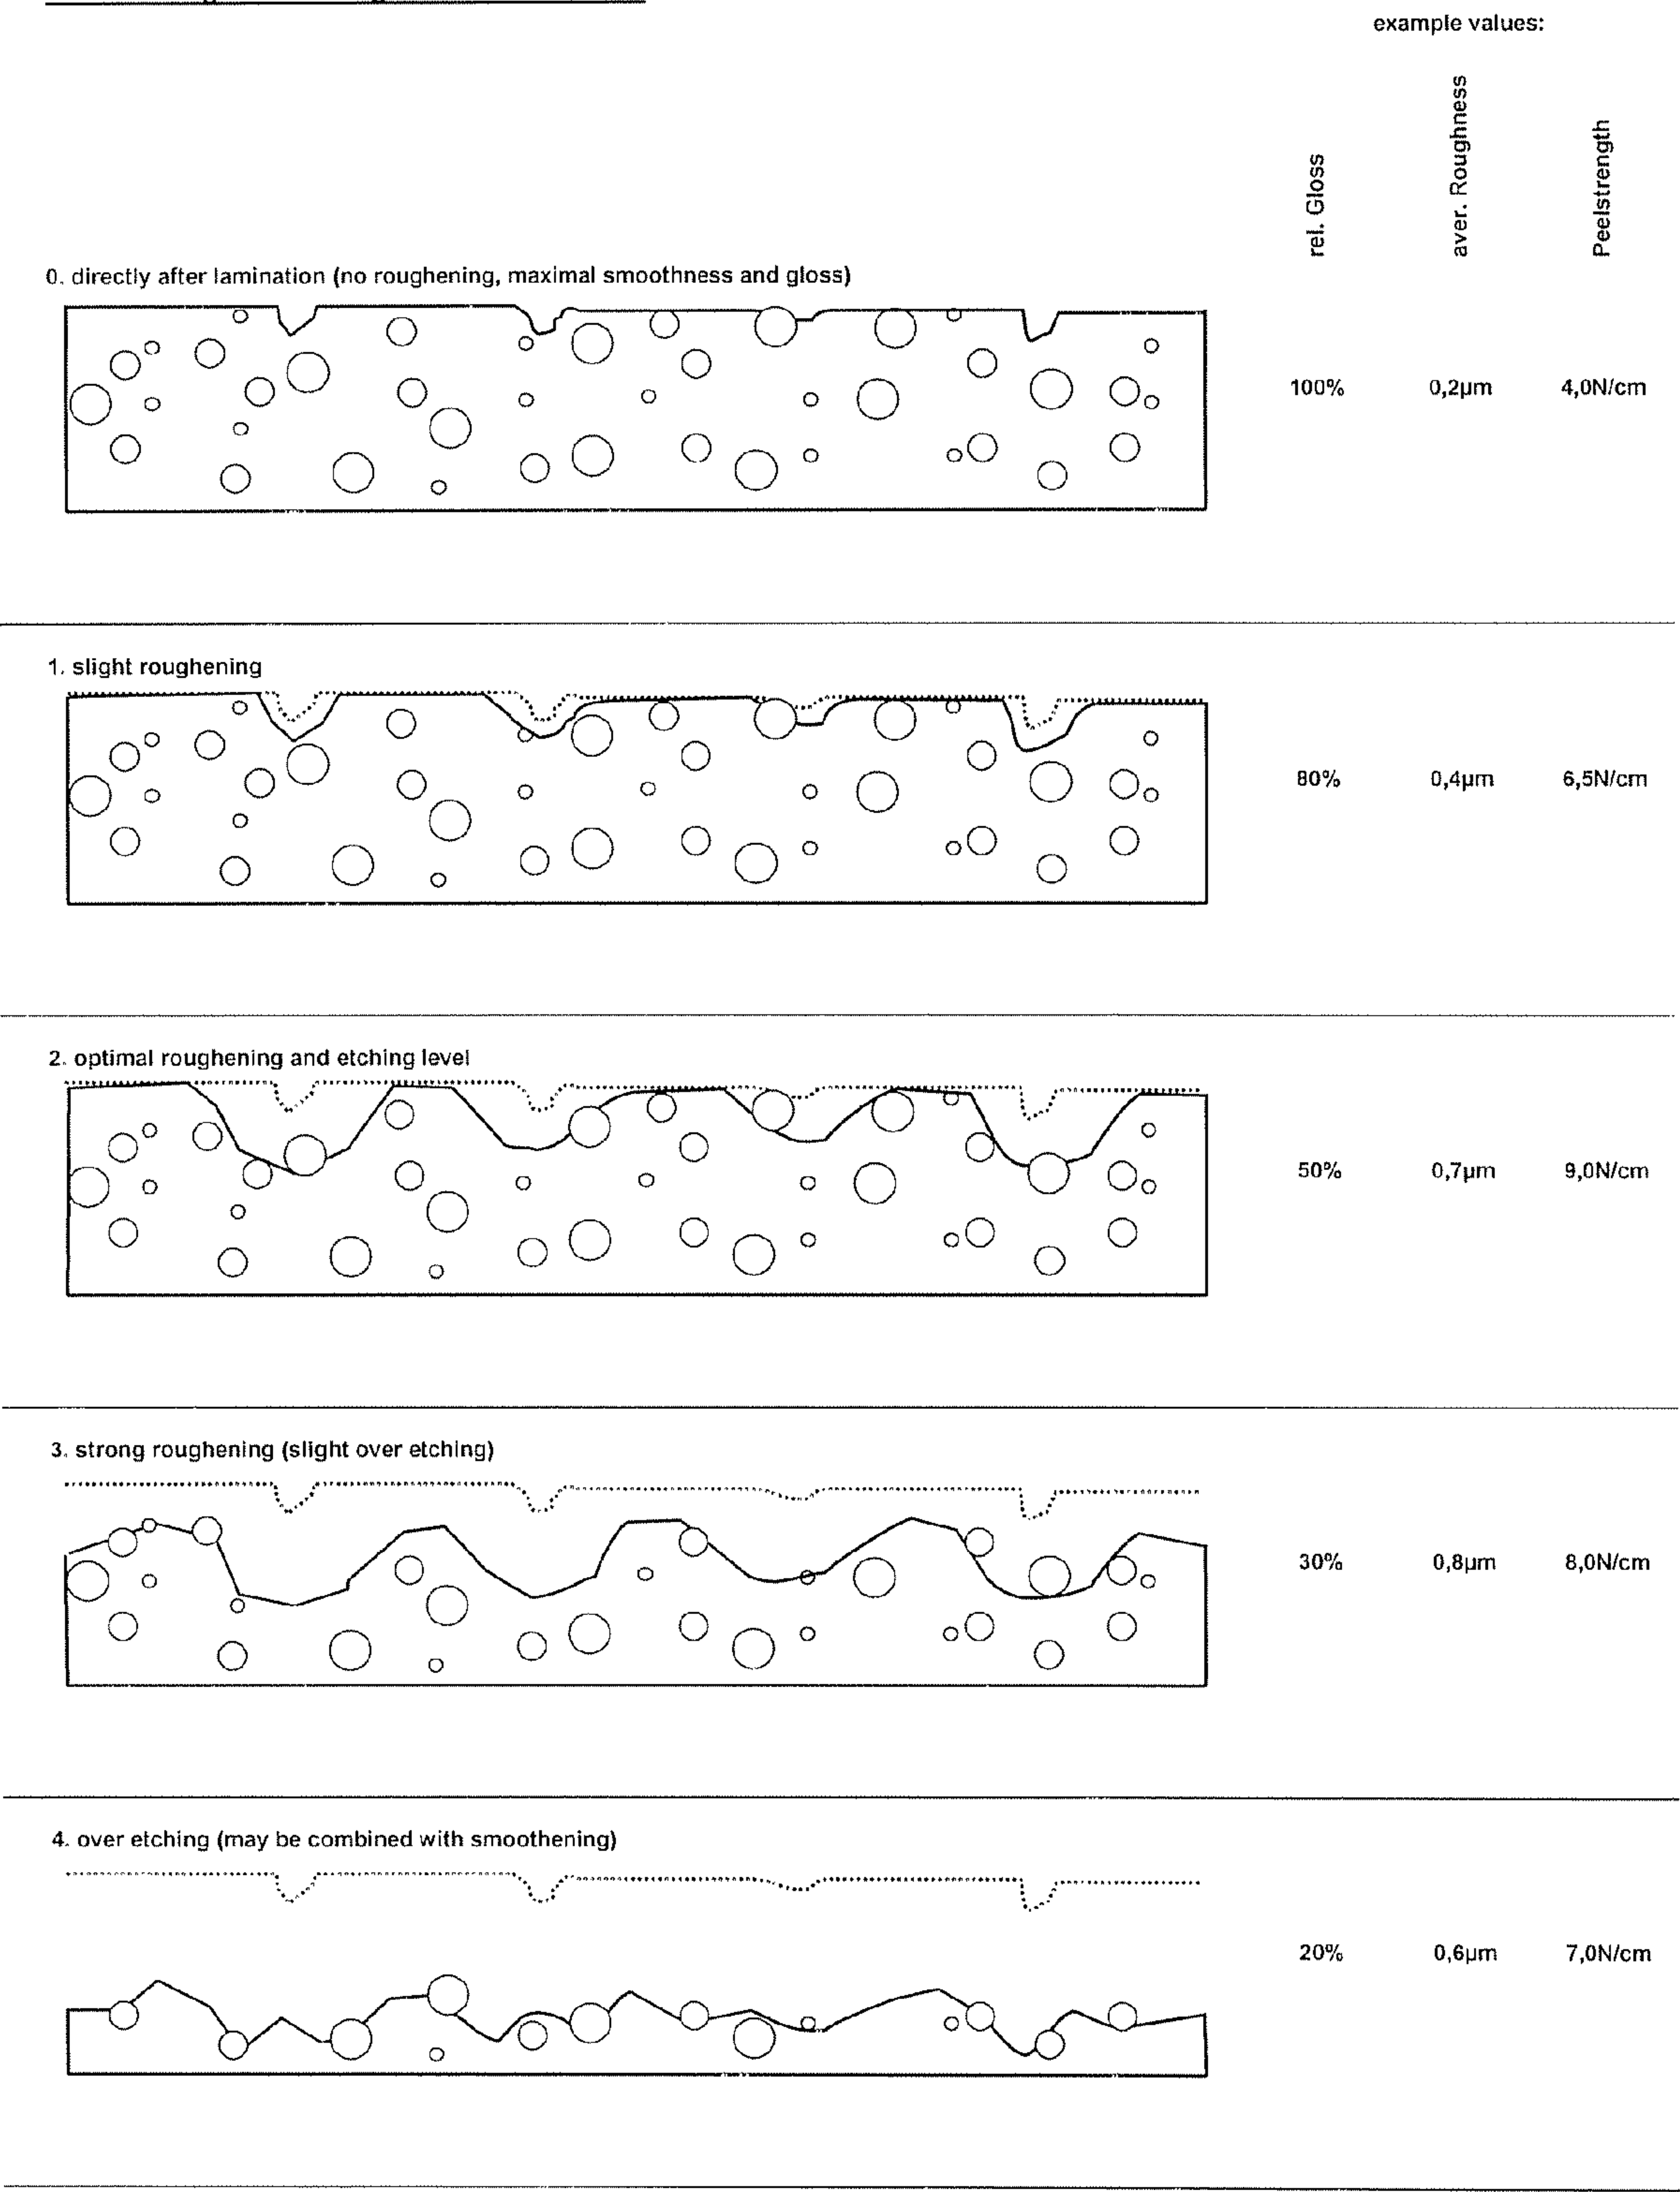 example values:
rel. Gloss
aver. Roughness
Peelstrength
0. directly after lamination (no roughening, maximal smoothness and gloss)
100% 0,2µm 4,0N/cm
1. slight roughening
80% 0,4µm 6,5N/cm
2. optimal roughening and etching level
50% 0,7µm 9,0N/cm
3. strong roughening (slight over etching)
30% 0,8µm 8,0N/cm
4. over etching (may be combined with smoothening)
20% 0,6µm 7,0N/cm